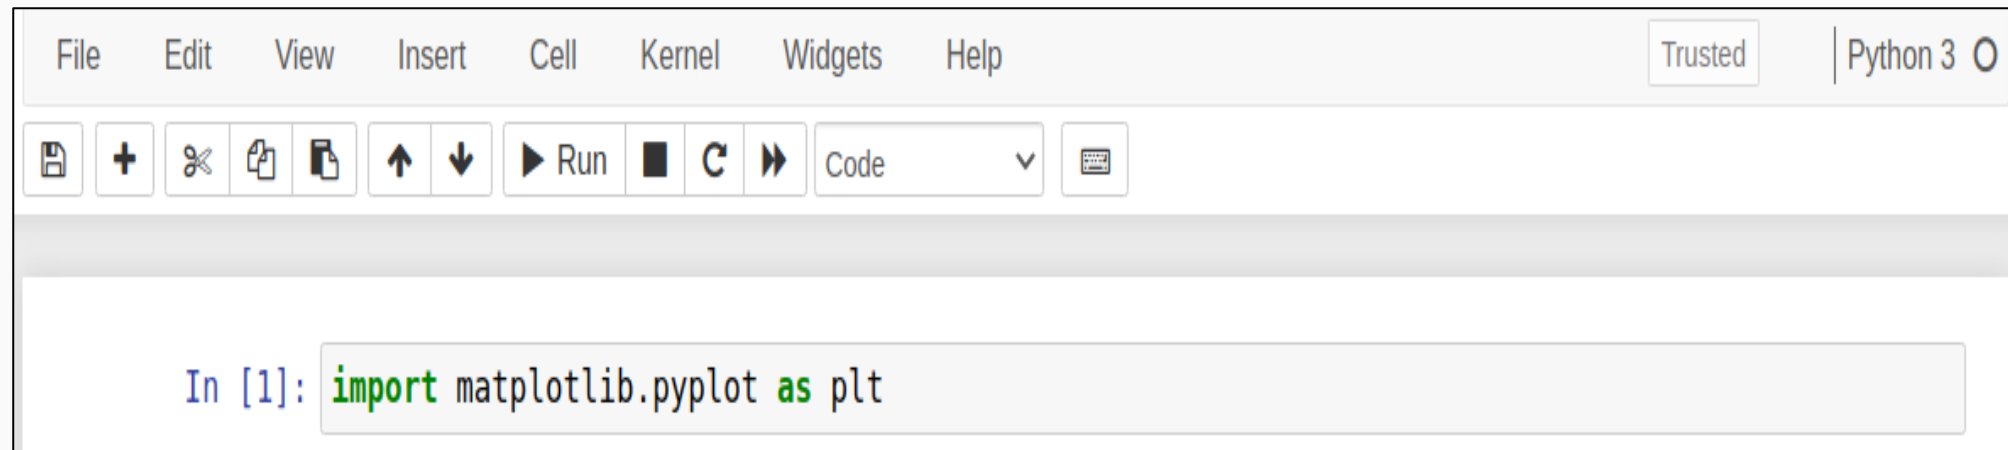 File Edit View Insert Cell Kernel Widgets Help Trusted Python 3
Run Code
In [1]: import matplotlib.pyplot as plt